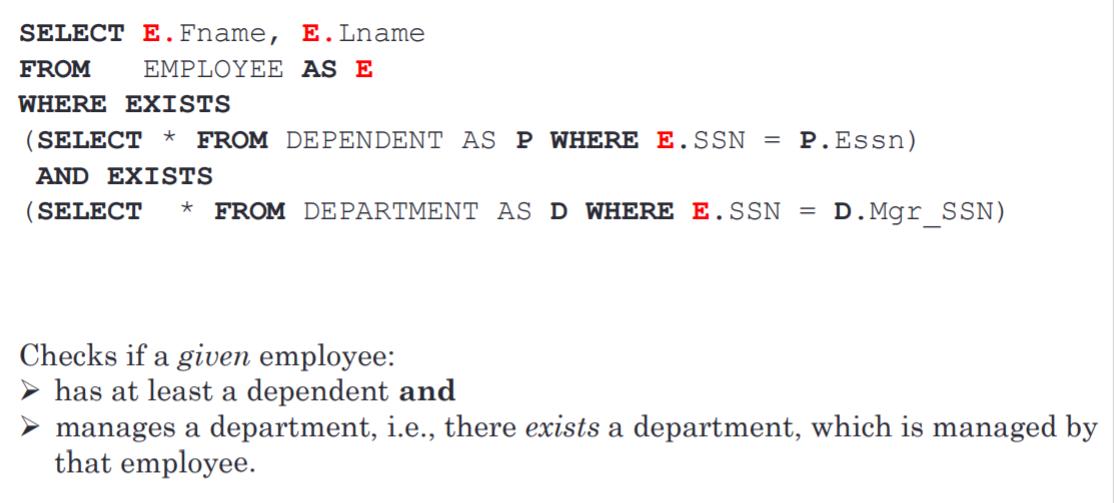 SELECT E.Fname, E.Lname
FROM EMPLOYEE AS E
WHERE EXISTS
(SELECT * FROM DEPENDENT AS P WHERE E.SSN = P.Essn)
AND EXISTS
(SELECT * FROM DEPARTMENT AS D WHERE E.SSN = D.Mgr_SSN)
Checks if a given employee:
➢ has at least a dependent and
➢ manages a department, i.e., there exists a department, which is managed by
that employee.